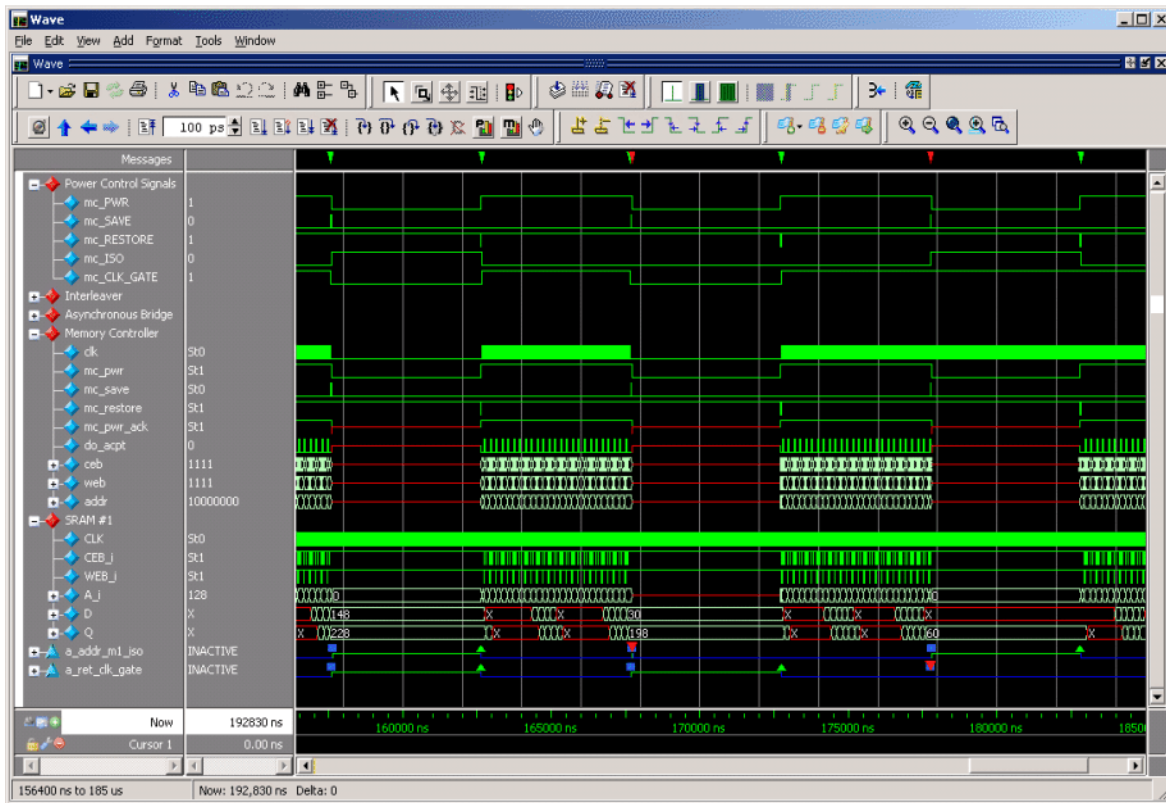 Wave
File Edit View Add Format Tools Window
Wave
100 ps
Messages
Power Control Signals
mc_PWR 1
mc_SAVE 0
mc_RESTORE 1
mc_ISO 0
mc_CLK_GATE 1
Interleaver
Asynchronous Bridge
Memory Controller
clk St0
mc_pwr St1
mc_save St0
mc_restore St1
mc_pwr_ack St1
do_acpt 0
ceb 1111
web 1111
addr 10000000
SRAM #1
CLK St0
CEB_i St1
WEB_i St1
A_i 128 0 0
D X 148 X X 30 X X X
Q X X 228 X X 198 X X 60 X
a_addr_m1_iso INACTIVE
a_ret_clk_gate INACTIVE
Now 192830 ns
160000 ns 165000 ns 170000 ns 175000 ns 180000 ns 1850
Cursor 1 0.00 ns
156400 ns to 185 us Now: 192,830 ns Delta: 0